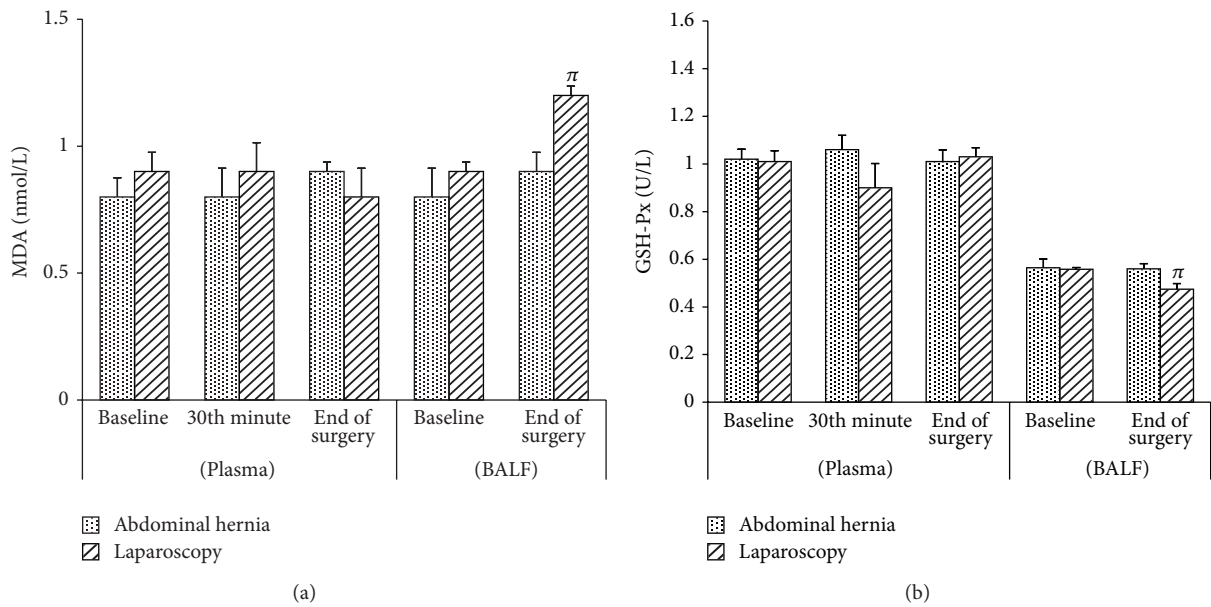 1.5
1
0.5
0
MDA (nmol/L)
π
Baseline
30th minute
End of
surgery
Baseline
End of
surgery
(Plasma)
(BALF)
Abdominal hernia
Laparoscopy
(a)
1.6
1.4
1.2
1
0.8
0.6
0.4
0.2
0
GSH-Px (U/L)
π
Baseline
30th minute
End of
surgery
Baseline
End of
surgery
(Plasma)
(BALF)
Abdominal hernia
Laparoscopy
(b)